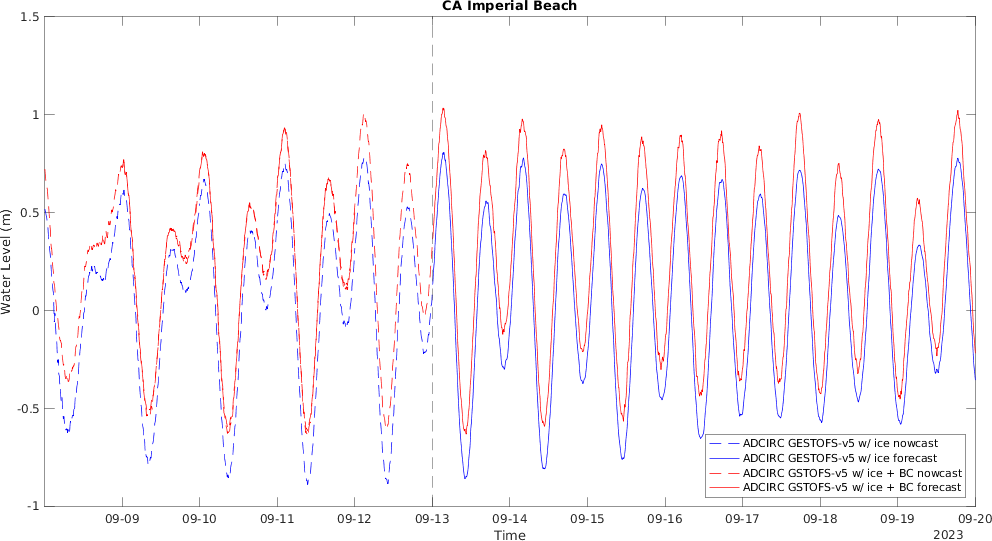 CA Imperial Beach
1.5
1
0.5
0
-0.5
-1
Water Level (m)
09-09 09-10 09-11 09-12 09-13 09-14 09-15 09-16 09-17 09-18 09-19 09-20
Time
2023
ADCIRC GESTOFS-v5 w/ ice nowcast
ADCIRC GESTOFS-v5 w/ ice forecast
ADCIRC GSTOFS-v5 w/ ice + BC nowcast
ADCIRC GSTOFS-v5 w/ ice + BC forecast